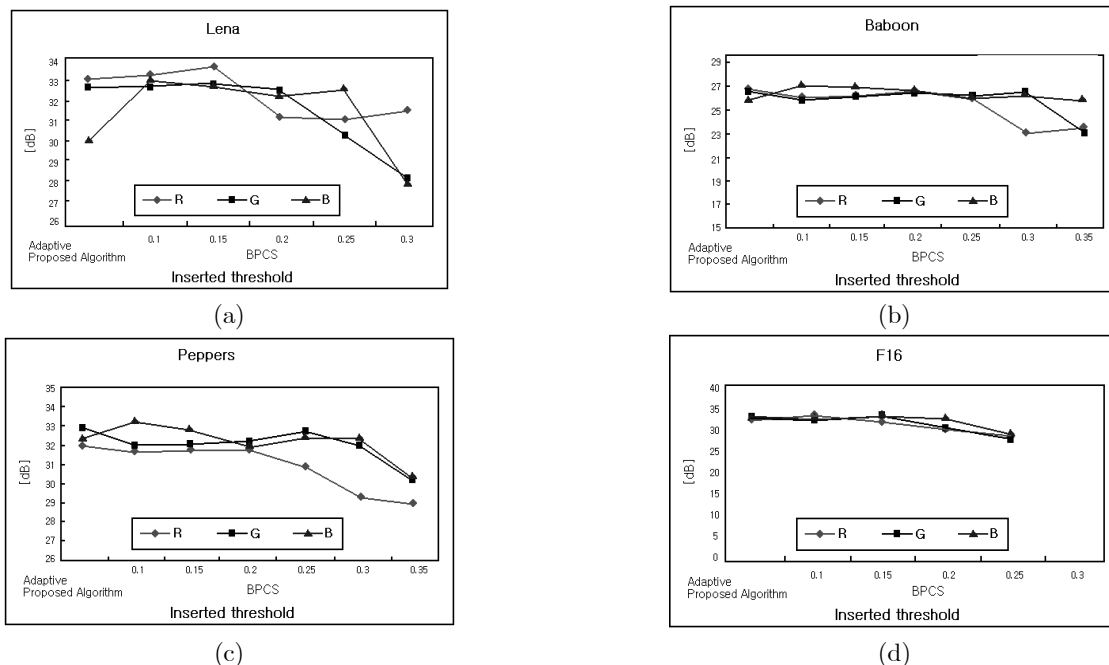 Lena
34
33
32
31
30
29
28
27
26
[dB]
R G B
0.1 0.15 0.2 0.25 0.3
Adaptive
Proposed Algorithm
BPCS
Inserted threshold
(a)
Baboon
29
27
25
23
21
19
17
15
[dB]
R G B
0.1 0.15 0.2 0.25 0.3 0.35
Adaptive
Proposed Algorithm
BPCS
Inserted threshold
(b)
Peppers
35
34
33
32
31
30
29
28
27
26
[dB]
R G B
0.1 0.15 0.2 0.25 0.3 0.35
Adaptive
Proposed Algorithm
BPCS
Inserted threshold
(c)
F16
40
35
30
25
20
15
10
5
0
[dB]
R G B
0.1 0.15 0.2 0.25 0.3
Adaptive
Proposed Algorithm
BPCS
Inserted threshold
(d)